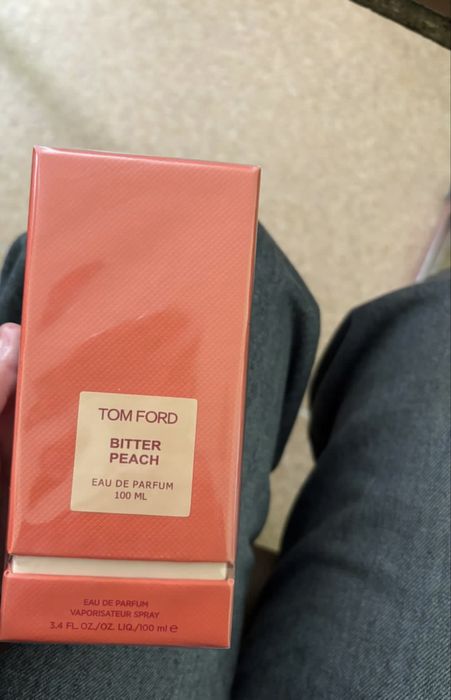 TOM FORD
BITTER
PEACH
EAU DE PARFUM
100 ML
EAU DE PARFUM
VAPORISATEUR SPRAY
3.4 FL.OZ./OZ. LIQ./100 ml ℮